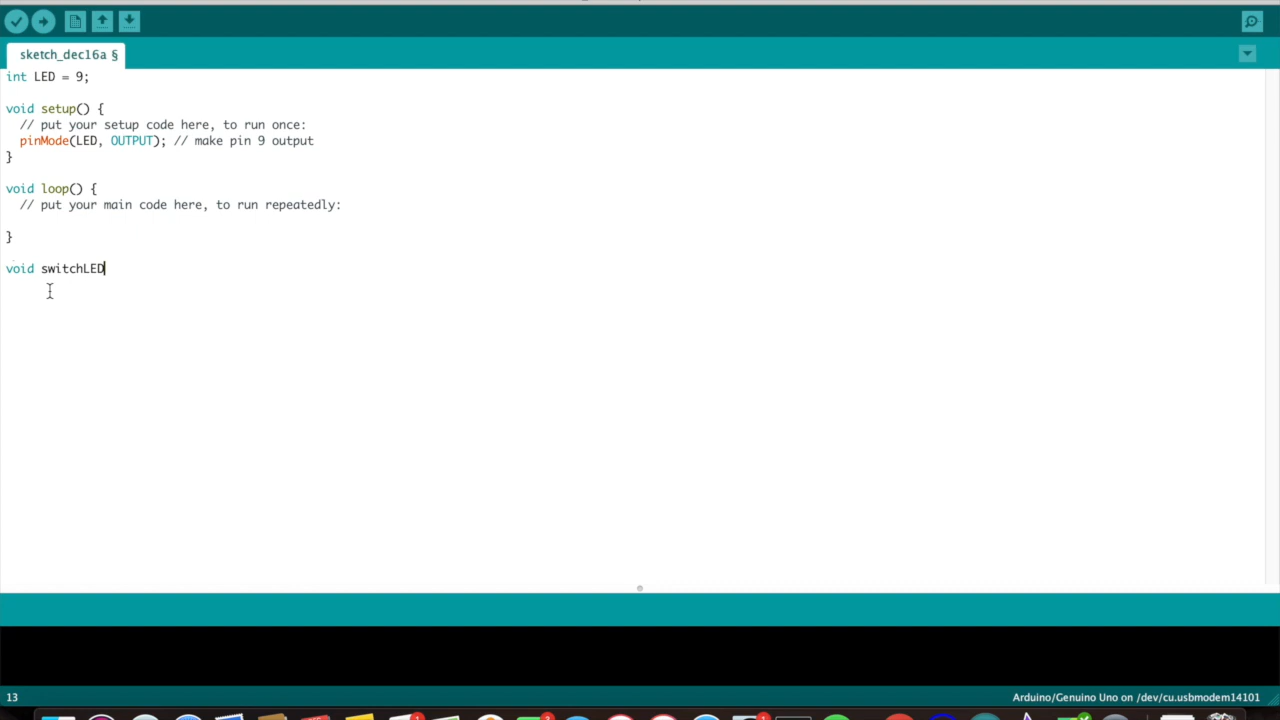 sketch_dec16a §
int LED = 9;
void setup() {
// put your setup code here, to run once:
pinMode(LED, OUTPUT); // make pin 9 output
}
void loop() {
// put your main code here, to run repeatedly:
}
void switchLED
13
Arduino/Genuino Uno on /dev/cu.usbmodem14101